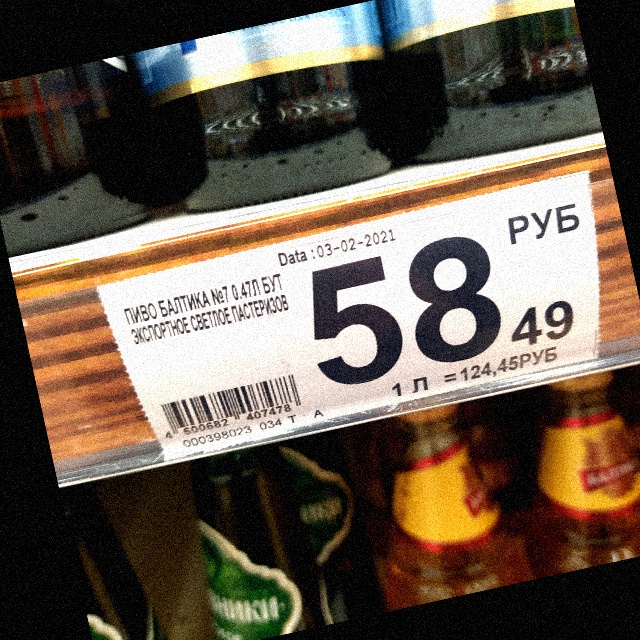 Data : 03-02-2021
ПИВО БАЛТИКА №7 0.47Л БУТ
ЭКСПОРТНОЕ СВЕТЛОЕ ПАСТЕРИЗОВ
58 49
РУБ
1 Л =124,45РУБ
4 600682 407478
000398023 034 Т А